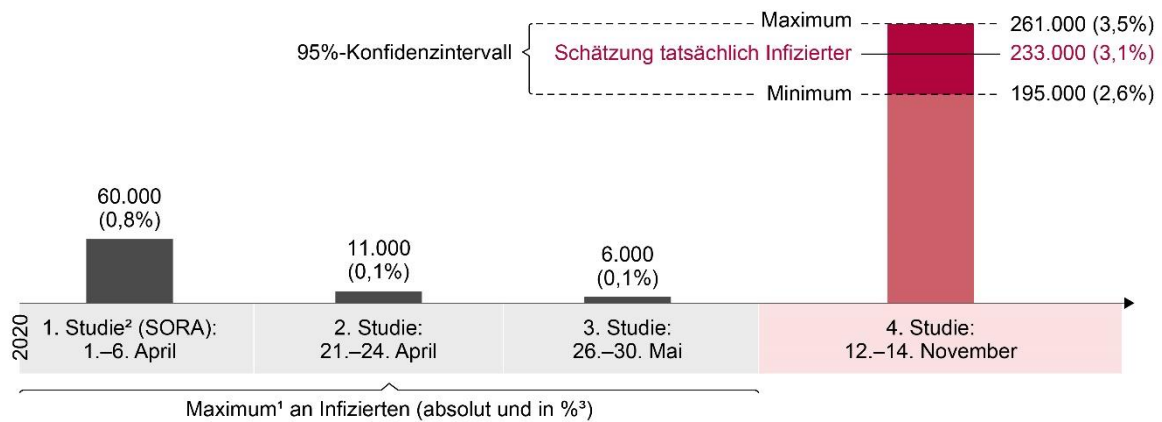 Maximum
261.000 (3,5%)
95%-Konfidenzintervall
Schätzung tatsächlich Infizierter
233.000 (3,1%)
Minimum
195.000 (2,6%)
60.000
(0,8%)
11.000
(0,1%)
6.000
(0,1%)
2020
1. Studie² (SORA):
1.–6. April
2. Studie:
21.–24. April
3. Studie:
26.–30. Mai
4. Studie:
12.–14. November
Maximum¹ an Infizierten (absolut und in %³)